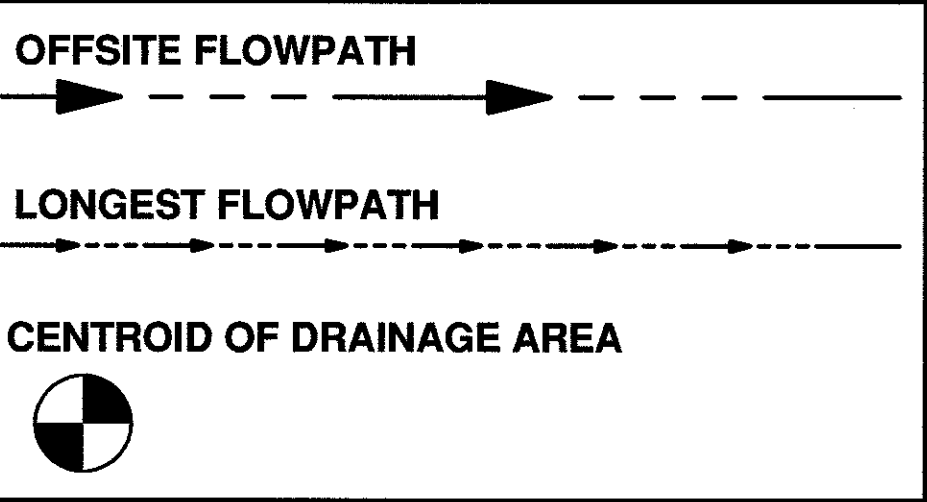 OFFSITE FLOWPATH
LONGEST FLOWPATH
CENTROID OF DRAINAGE AREA